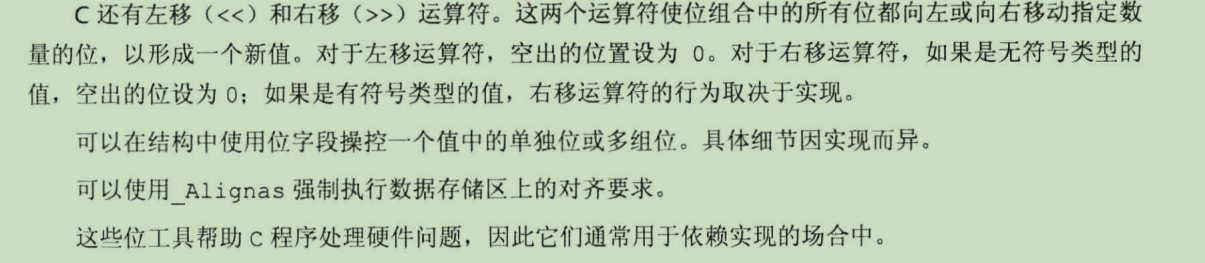 C 还有左移（<<）和右移（>>）运算符。这两个运算符使位组合中的所有位都向左或向右移动指定数
量的位，以形成一个新值。对于左移运算符，空出的位置设为 0。对于右移运算符，如果是无符号类型的
值，空出的位设为 0；如果是有符号类型的值，右移运算符的行为取决于实现。
可以在结构中使用位字段操控一个值中的单独位或多组位。具体细节因实现而异。
可以使用_Alignas 强制执行数据存储区上的对齐要求。
这些位工具帮助 C 程序处理硬件问题，因此它们通常用于依赖实现的场合中。